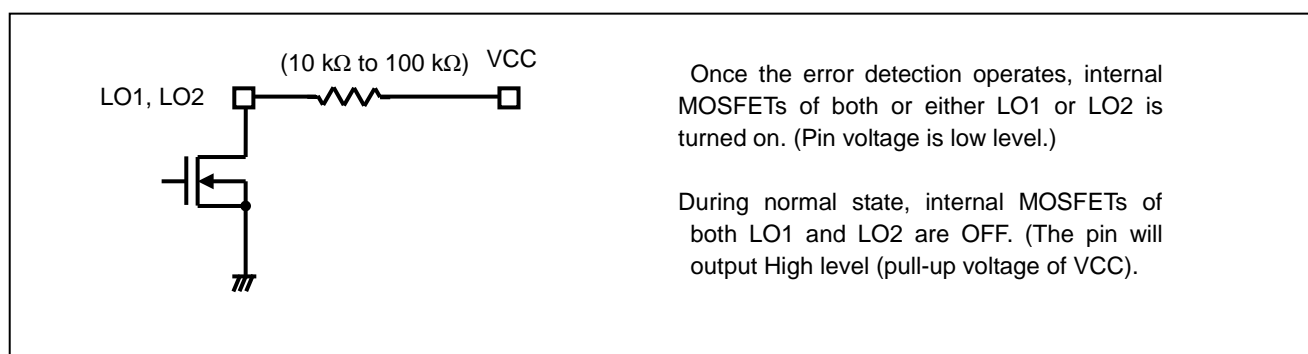 (10 kΩ to 100 kΩ) VCC
LO1, LO2
Once the error detection operates, internal
MOSFETs of both or either LO1 or LO2 is
turned on. (Pin voltage is low level.)
During normal state, internal MOSFETs of
both LO1 and LO2 are OFF. (The pin will
output High level (pull-up voltage of VCC).